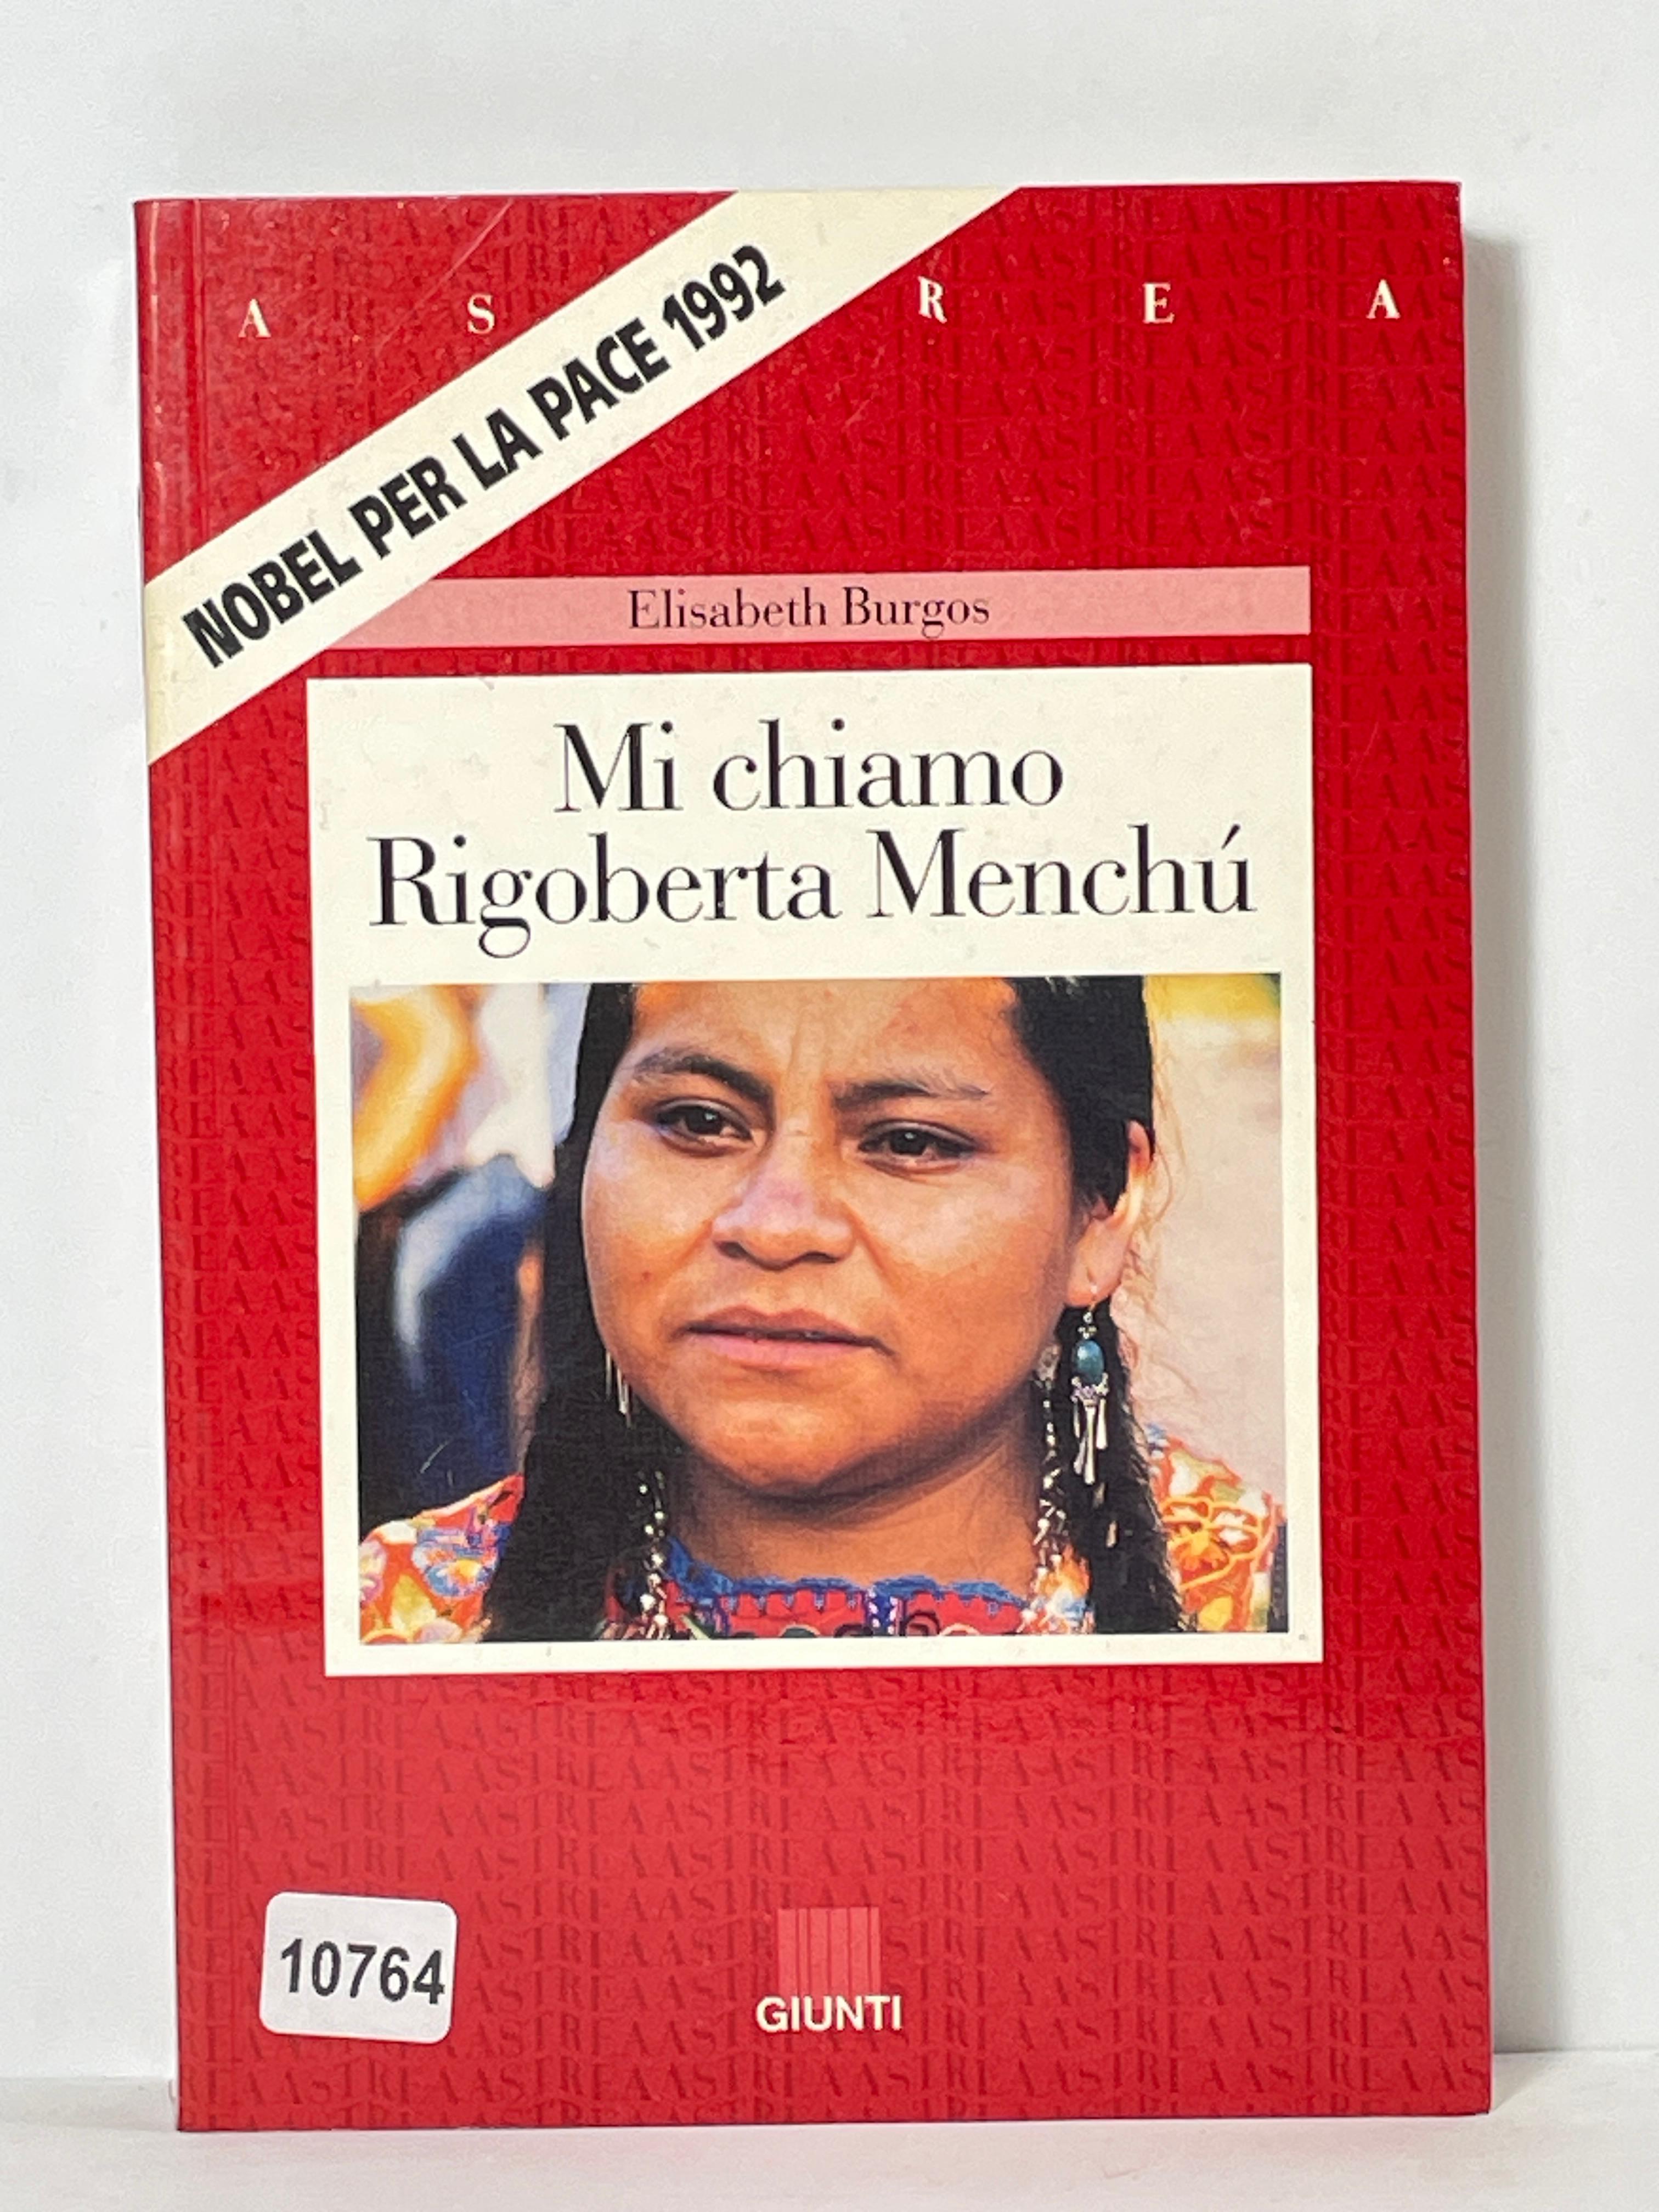 A S R E A
NOBEL PER LA PACE 1992
Elisabeth Burgos
Mi chiamo
Rigoberta Menchú
10764
GIUNTI